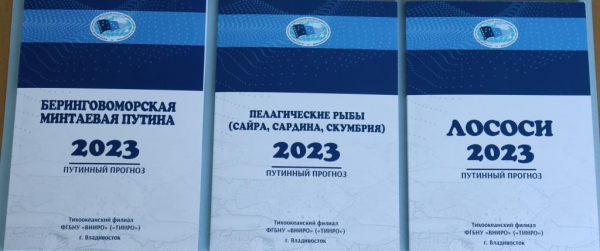 БЕРИНГОВОМОРСКАЯ
МИНТАЕВАЯ ПУТИНА
2023
ПУТИННЫЙ ПРОГНОЗ
Тихоокеанский филиал
ФГБНУ «ВНИРО» («ТИНРО»)
г. Владивосток
ПЕЛАГИЧЕСКИЕ РЫБЫ
(САЙРА, САРДИНА, СКУМБРИЯ)
2023
ПУТИННЫЙ ПРОГНОЗ
Тихоокеанский филиал
ФГБНУ «ВНИРО» («ТИНРО»)
г. Владивосток
ЛОСОСИ
2023
ПУТИННЫЙ ПРОГНОЗ
Тихоокеанский филиал
ФГБНУ «ВНИРО» («ТИНРО»)
г. Владивосток